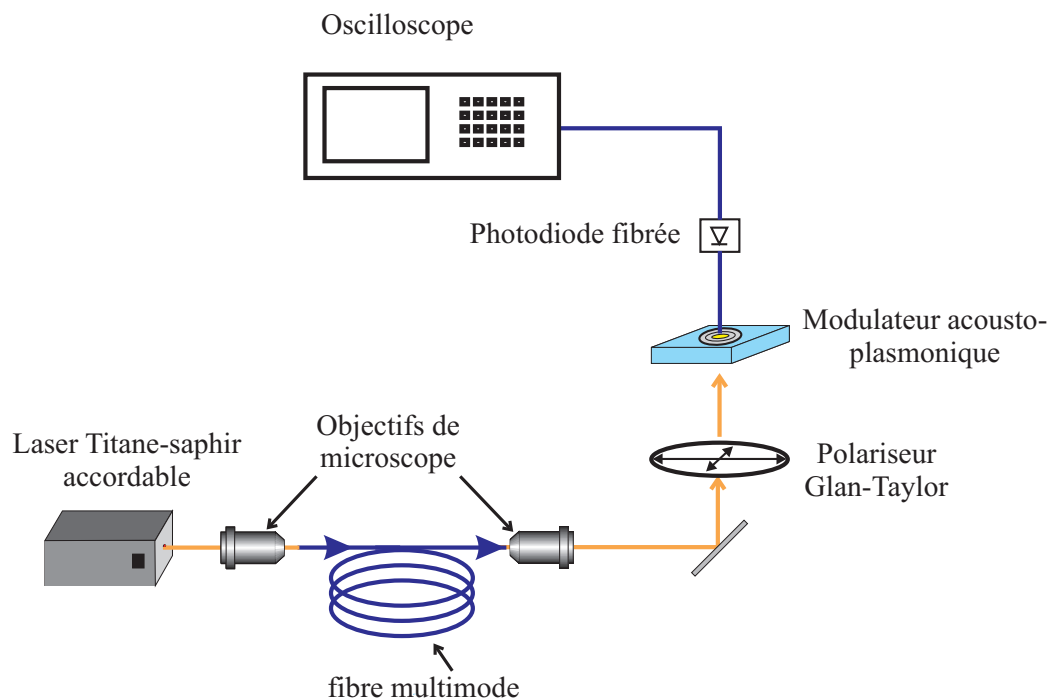 Oscilloscope
Photodiode fibrée
Modulateur acousto-
plasmonique
Objectifs de
microscope
Laser Titane-saphir
accordable
Polariseur
Glan-Taylor
fibre multimode